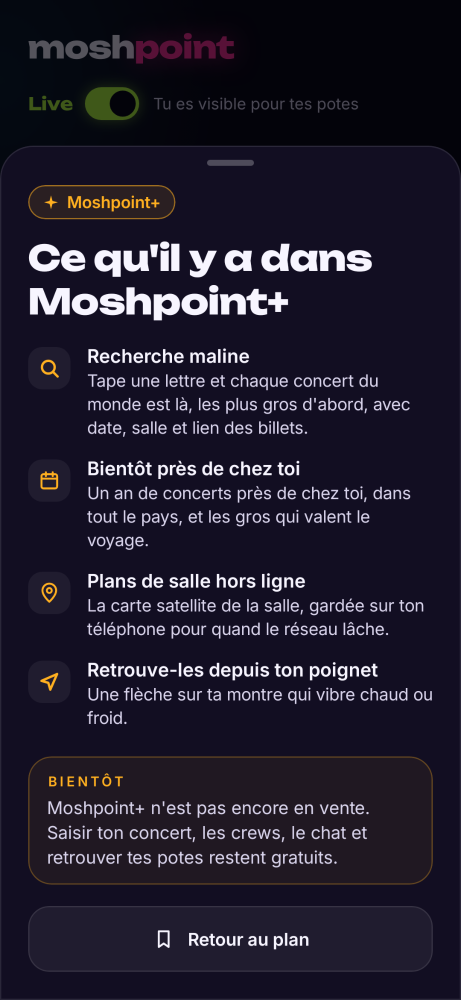 moshpoint
Live Tu es visible pour tes potes
Moshpoint+
Ce qu'il y a dans
Moshpoint+
Recherche maline
Tape une lettre et chaque concert du
monde est là, les plus gros d'abord, avec
date, salle et lien des billets.
Bientôt près de chez toi
Un an de concerts près de chez toi, dans
tout le pays, et les gros qui valent le
voyage.
Plans de salle hors ligne
La carte satellite de la salle, gardée sur ton
téléphone pour quand le réseau lâche.
Retrouve-les depuis ton poignet
Une flèche sur ta montre qui vibre chaud ou
froid.
BIENTÔT
Moshpoint+ n'est pas encore en vente.
Saisir ton concert, les crews, le chat et
retrouver tes potes restent gratuits.
Retour au plan